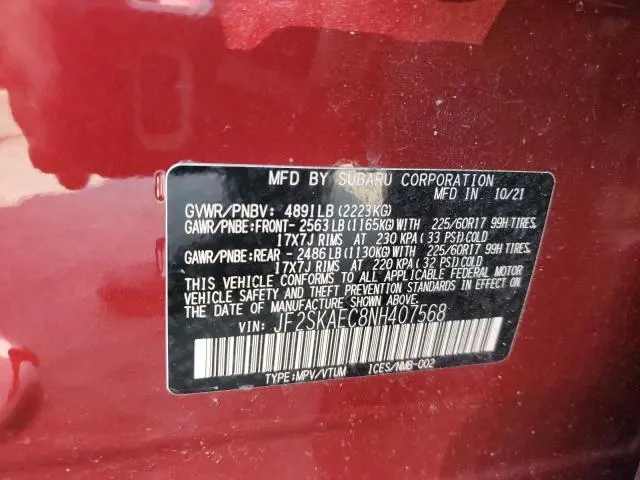 MFD BY SUBARU CORPORATION
MFD IN 10/21
GVWR/PNBV: 4891LB (2223KG)
GAWR/PNBE:FRONT- 2563LB (1165KG)WITH 225/60R17 99H TIRES,
17X7J RIMS AT 230 KPA( 33 PSI)COLD
GAWR/PNBE:REAR - 2486LB (1130KG)WITH 225/60R17 99H TIRES,
17X7J RIMS AT 220 KPA( 32 PSI)COLD
THIS VEHICLE CONFORMS TO ALL APPLICABLE FEDERAL MOTOR
VEHICLE SAFETY AND THEFT PREVENTION STANDARDS IN EFFECT ON
THE DATE OF MANUFACTURE SHOWN ABOVE.
VIN: JF2SKAEC8NH407568
TYPE:MPV/VTUM ICES/NMB-002